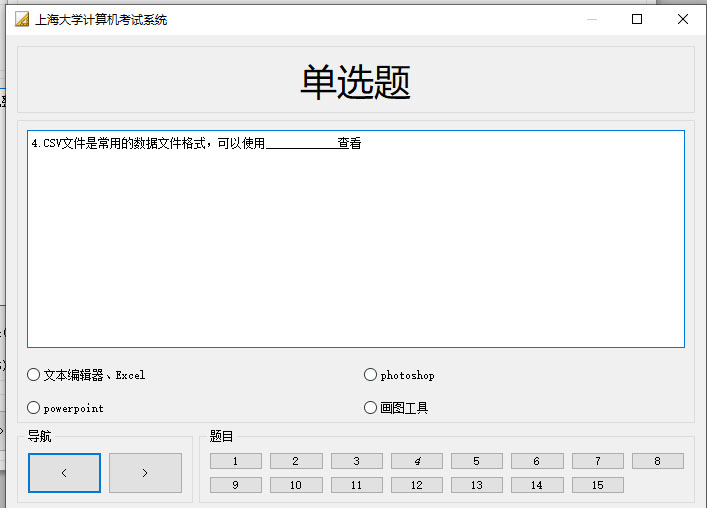 上海大学计算机考试系统
单选题
4.CSV文件是常用的数据文件格式，可以使用____________查看
文本编辑器、Excel
photoshop
powerpoint
画图工具
导航
题目
< >
1 2 3 4 5 6 7 8
9 10 11 12 13 14 15